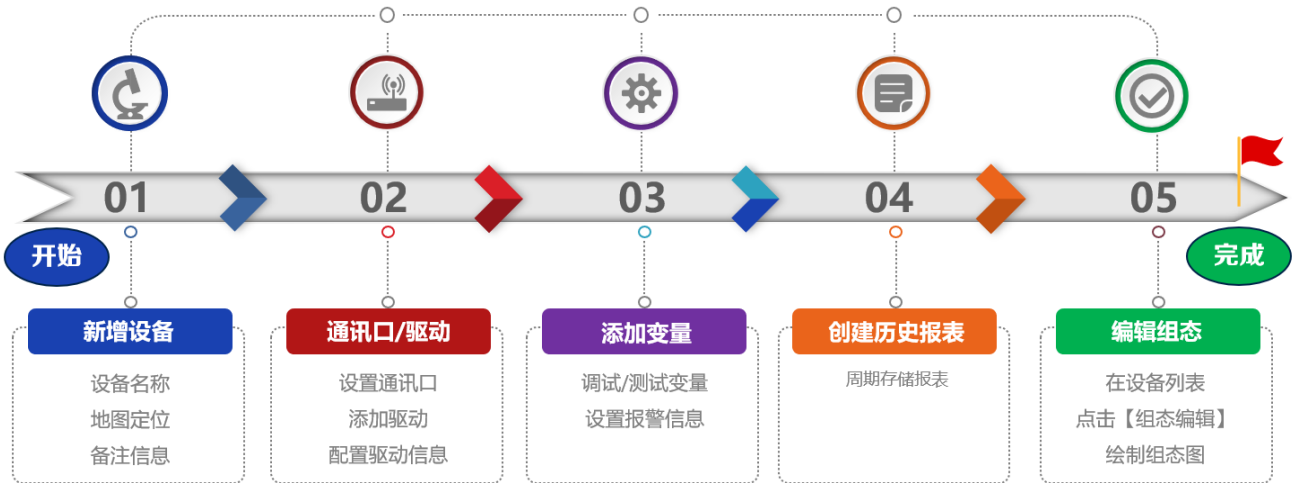 01
02
03
04
05
开始
完成
新增设备
设备名称
地图定位
备注信息
通讯口/驱动
设置通讯口
添加驱动
配置驱动信息
添加变量
调试/测试变量
设置报警信息
创建历史报表
周期存储报表
编辑组态
在设备列表
点击【组态编辑】
绘制组态图